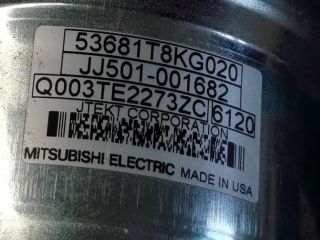 53681T8KG020
JJ501-001682
Q003TE2273ZC 6120
JTEKT CORPORATION
MITSUBISHI ELECTRIC MADE IN USA